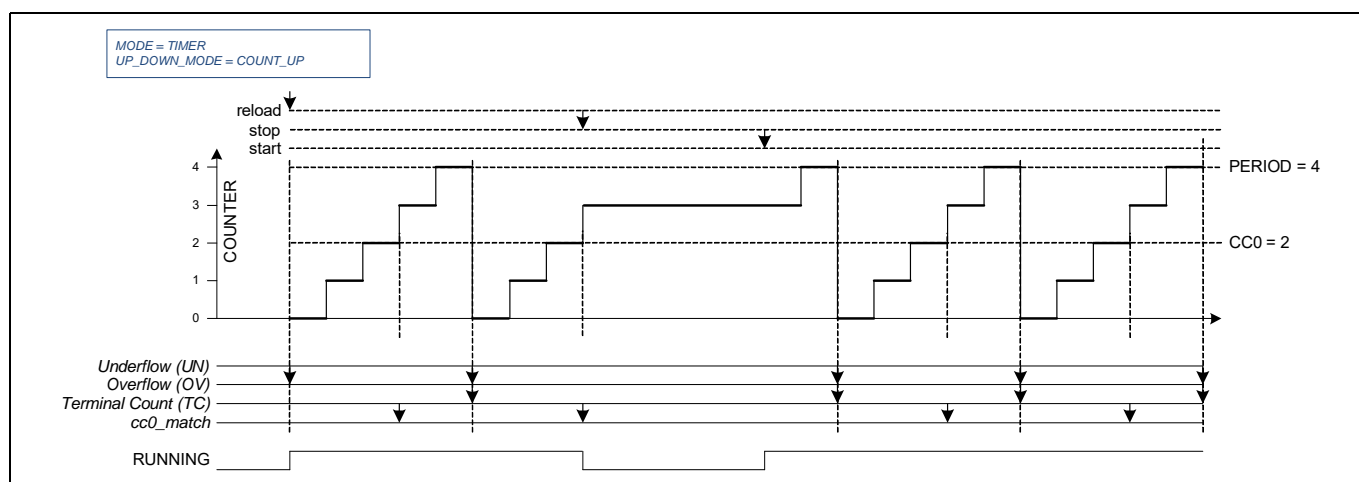 MODE = TIMER
UP_DOWN_MODE = COUNT_UP
reload
stop
start
4
PERIOD = 4
3
COUNTER
2
CC0 = 2
1
0
Underflow (UN)
Overflow (OV)
Terminal Count (TC)
cc0_match
RUNNING